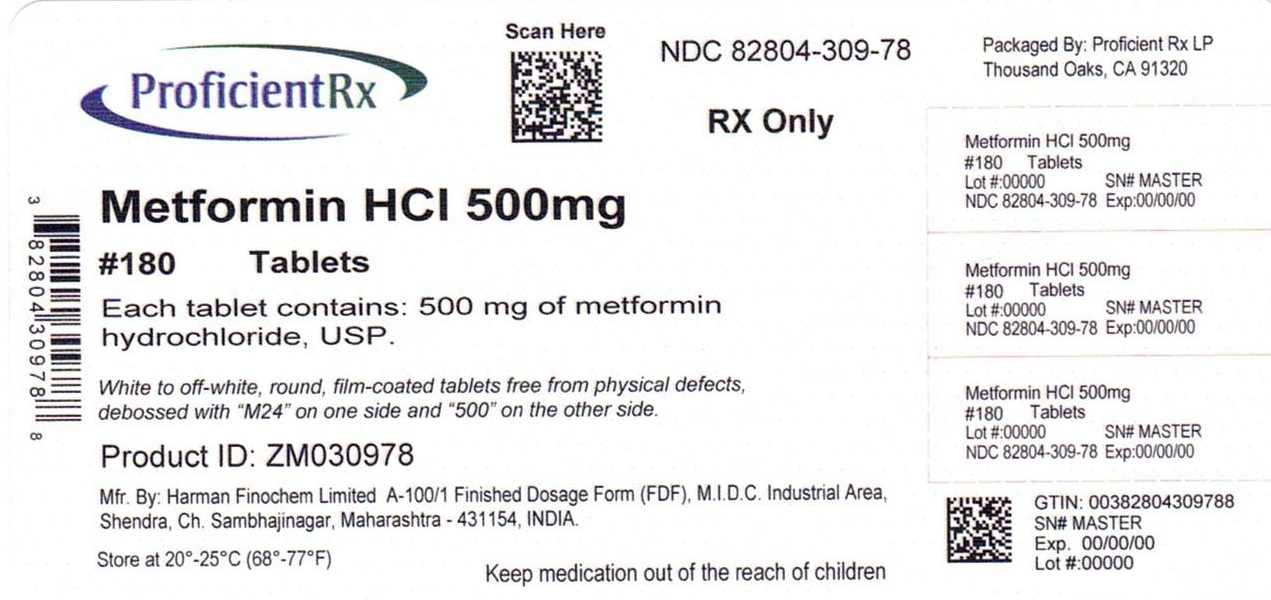 ProficientRx
Scan Here
NDC 82804-309-78
RX Only
Packaged By: Proficient Rx LP
Thousand Oaks, CA 91320
Metformin HCl 500mg
#180 Tablets
Each tablet contains: 500 mg of metformin
hydrochloride, USP.
White to off-white, round, film-coated tablets free from physical defects,
debossed with “M24” on one side and “500” on the other side.
Product ID: ZM030978
Mfr. By: Harman Finochem Limited A-100/1 Finished Dosage Form (FDF), M.I.D.C. Industrial Area,
Shendra, Ch. Sambhajinagar, Maharashtra - 431154, INDIA.
Store at 20°-25°C (68°-77°F)
Keep medication out of the reach of children
3 82804 30978 8
Metformin HCl 500mg
#180 Tablets
Lot #:00000 SN# MASTER
NDC 82804-309-78 Exp:00/00/00
Metformin HCl 500mg
#180 Tablets
Lot #:00000 SN# MASTER
NDC 82804-309-78 Exp:00/00/00
Metformin HCl 500mg
#180 Tablets
Lot #:00000 SN# MASTER
NDC 82804-309-78 Exp:00/00/00
GTIN: 00382804309788
SN# MASTER
Exp. 00/00/00
Lot #:00000